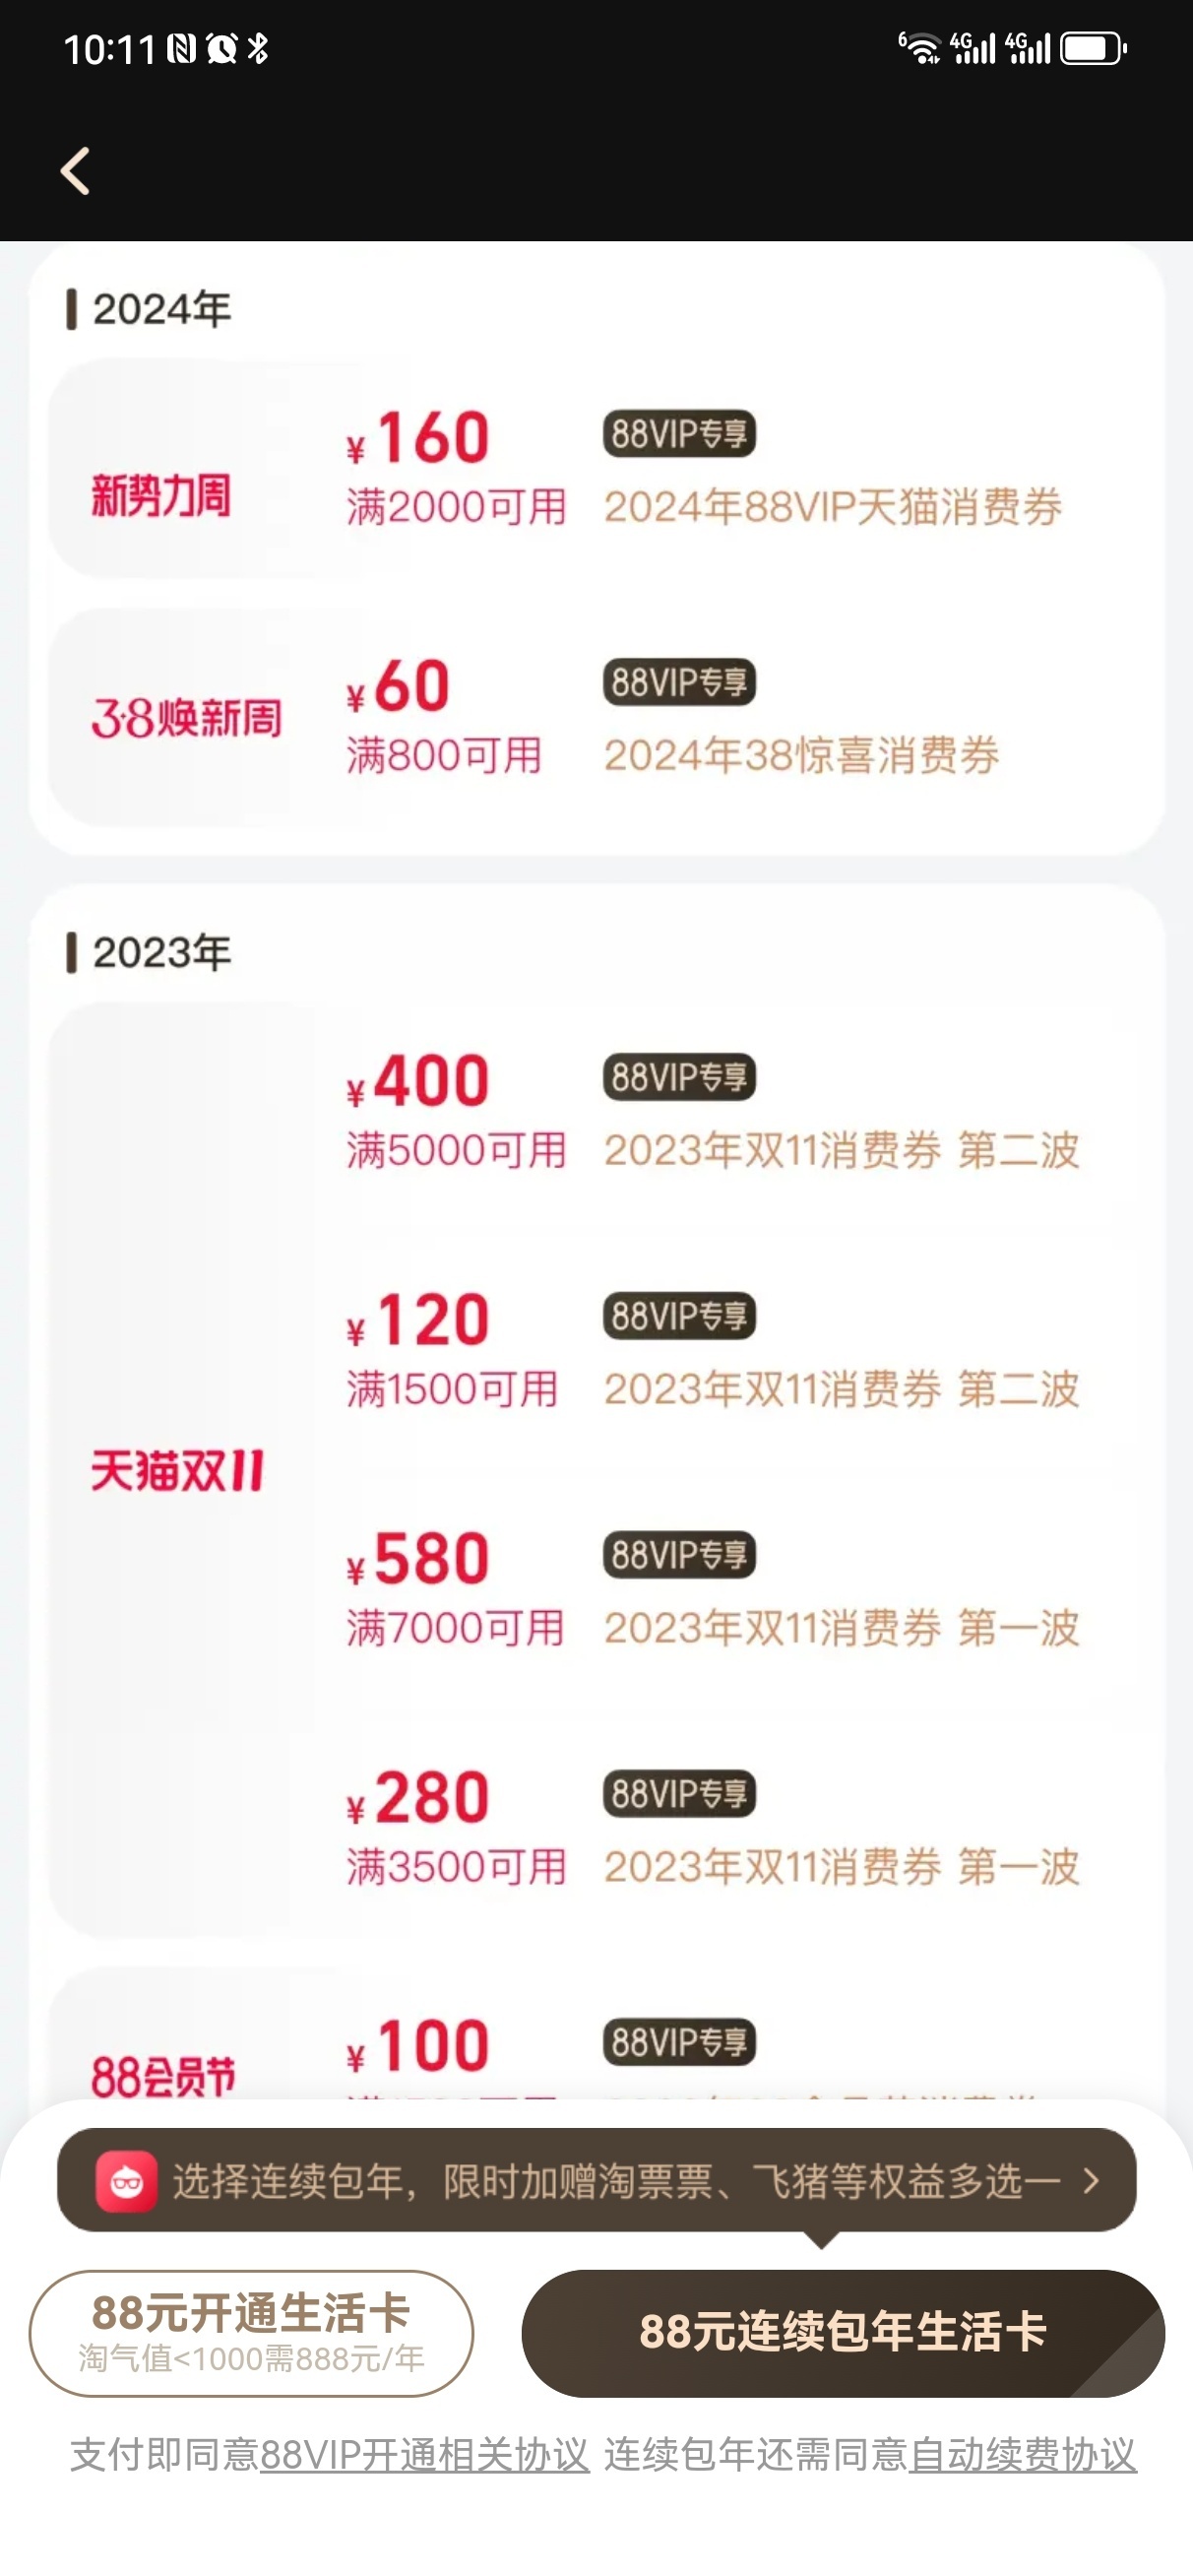 10:11
6 4G 4G
2024年
新势力周
¥160
88VIP专享
满2000可用
2024年88VIP天猫消费券
3.8焕新周
¥60
88VIP专享
满800可用
2024年38惊喜消费券
2023年
天猫双11
¥400
88VIP专享
满5000可用
2023年双11消费券 第二波
¥120
88VIP专享
满1500可用
2023年双11消费券 第二波
¥580
88VIP专享
满7000可用
2023年双11消费券 第一波
¥280
88VIP专享
满3500可用
2023年双11消费券 第一波
88会员节
¥100
88VIP专享
选择连续包年，限时加赠淘票票、飞猪等权益多选一
88元开通生活卡
淘气值<1000需888元/年
88元连续包年生活卡
支付即同意88VIP开通相关协议 连续包年还需同意自动续费协议